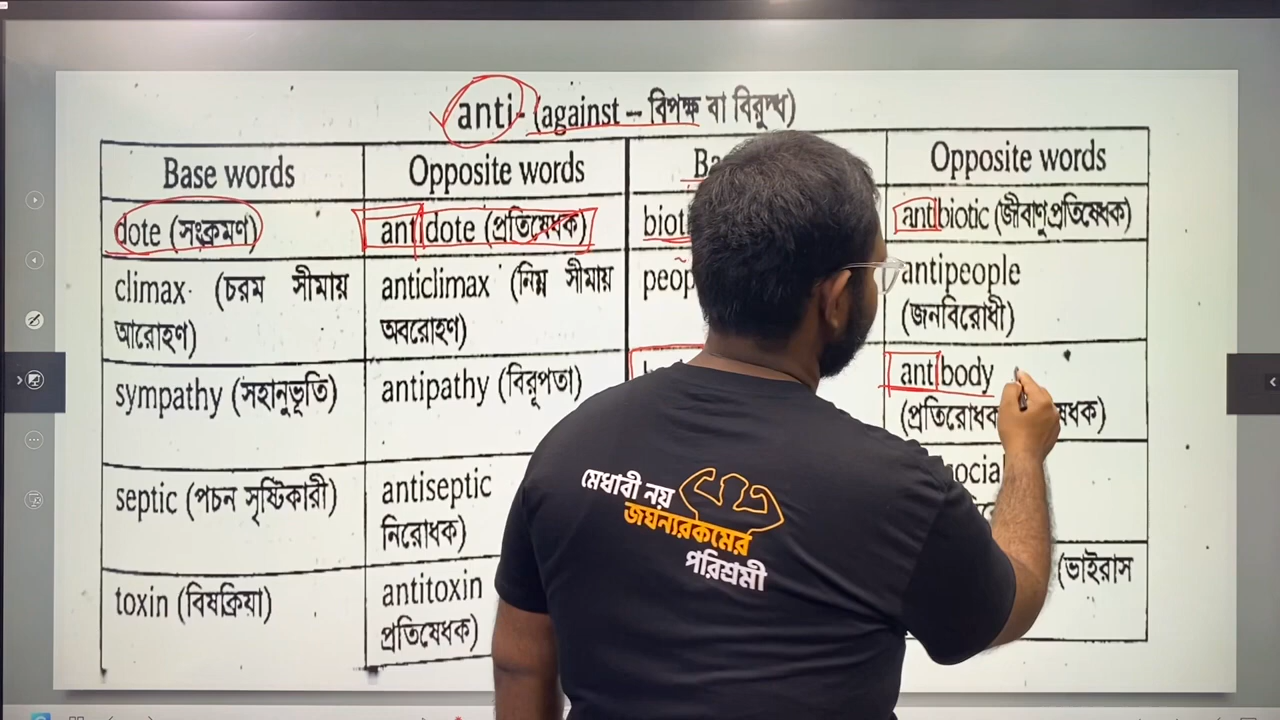 anti- (against – বিপক্ষ বা বিরুদ্ধ)
Base words
Opposite words
Opposite words
dote (সংক্রমণ)
antidote (প্রতিষেধক)
antibiotic (জীবাণু প্রতিষেধক)
climax (চরম সীমায়
আরোহণ)
anticlimax (নিম্ন সীমায়
অবরোহণ)
antipeople
(জনবিরোধী)
sympathy (সহানুভূতি)
antipathy (বিরূপতা)
antibody
septic (পচন সৃষ্টিকারী)
antiseptic
নিরোধক)
toxin (বিষক্রিয়া)
antitoxin
প্রতিষেধক)
(ভাইরাস
মেধাবী নয়
জঘন্যরকমের
পরিশ্রমী